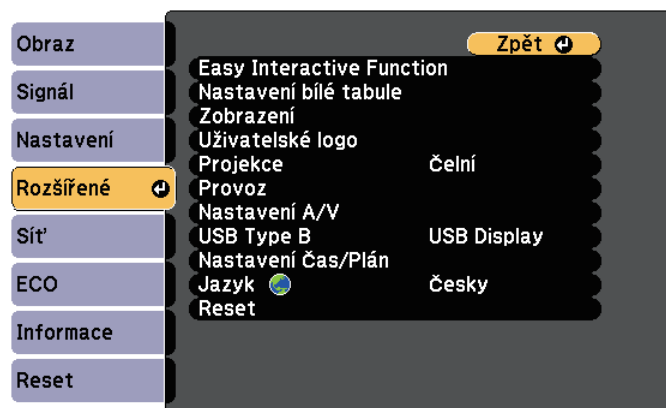 Obraz
Signál
Nastavení
Rozšířené
Síť
ECO
Informace
Reset
Zpět
Easy Interactive Function
Nastavení bílé tabule
Zobrazení
Uživatelské logo
Projekce Čelní
Provoz
Nastavení A/V
USB Type B USB Display
Nastavení Čas/Plán
Jazyk Česky
Reset